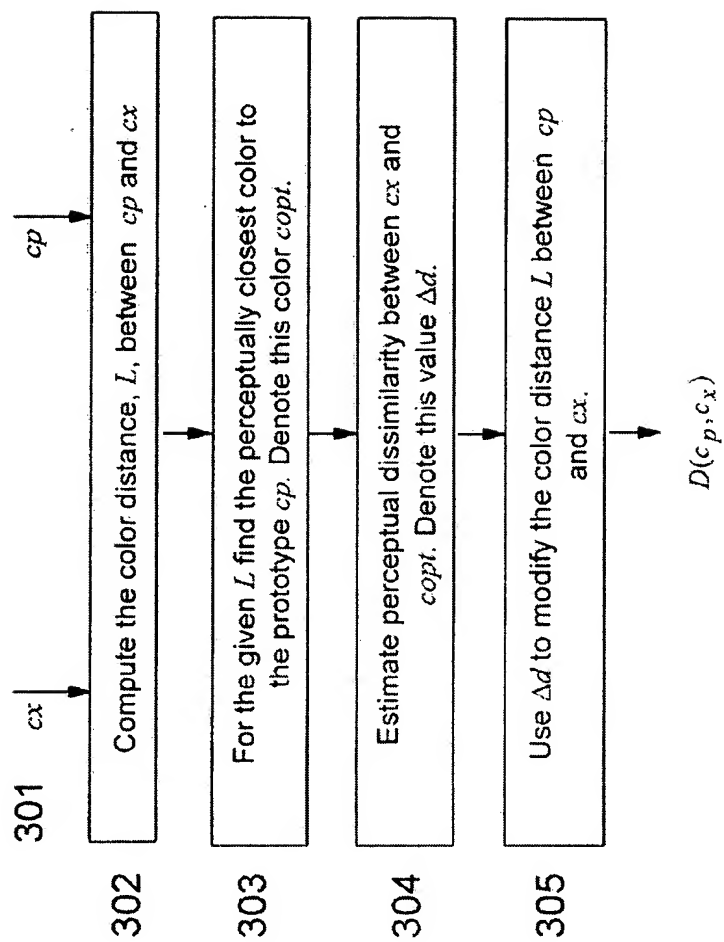 301
cx
cp
302
Compute the color distance, L, between cp and cx
303
For the given L find the perceptually closest color to
the prototype cp. Denote this color copt.
304
Estimate perceptual dissimilarity between cx and
copt. Denote this value Δd.
305
Use Δd to modify the color distance L between cp
and cx.
D(c_p, c_x)